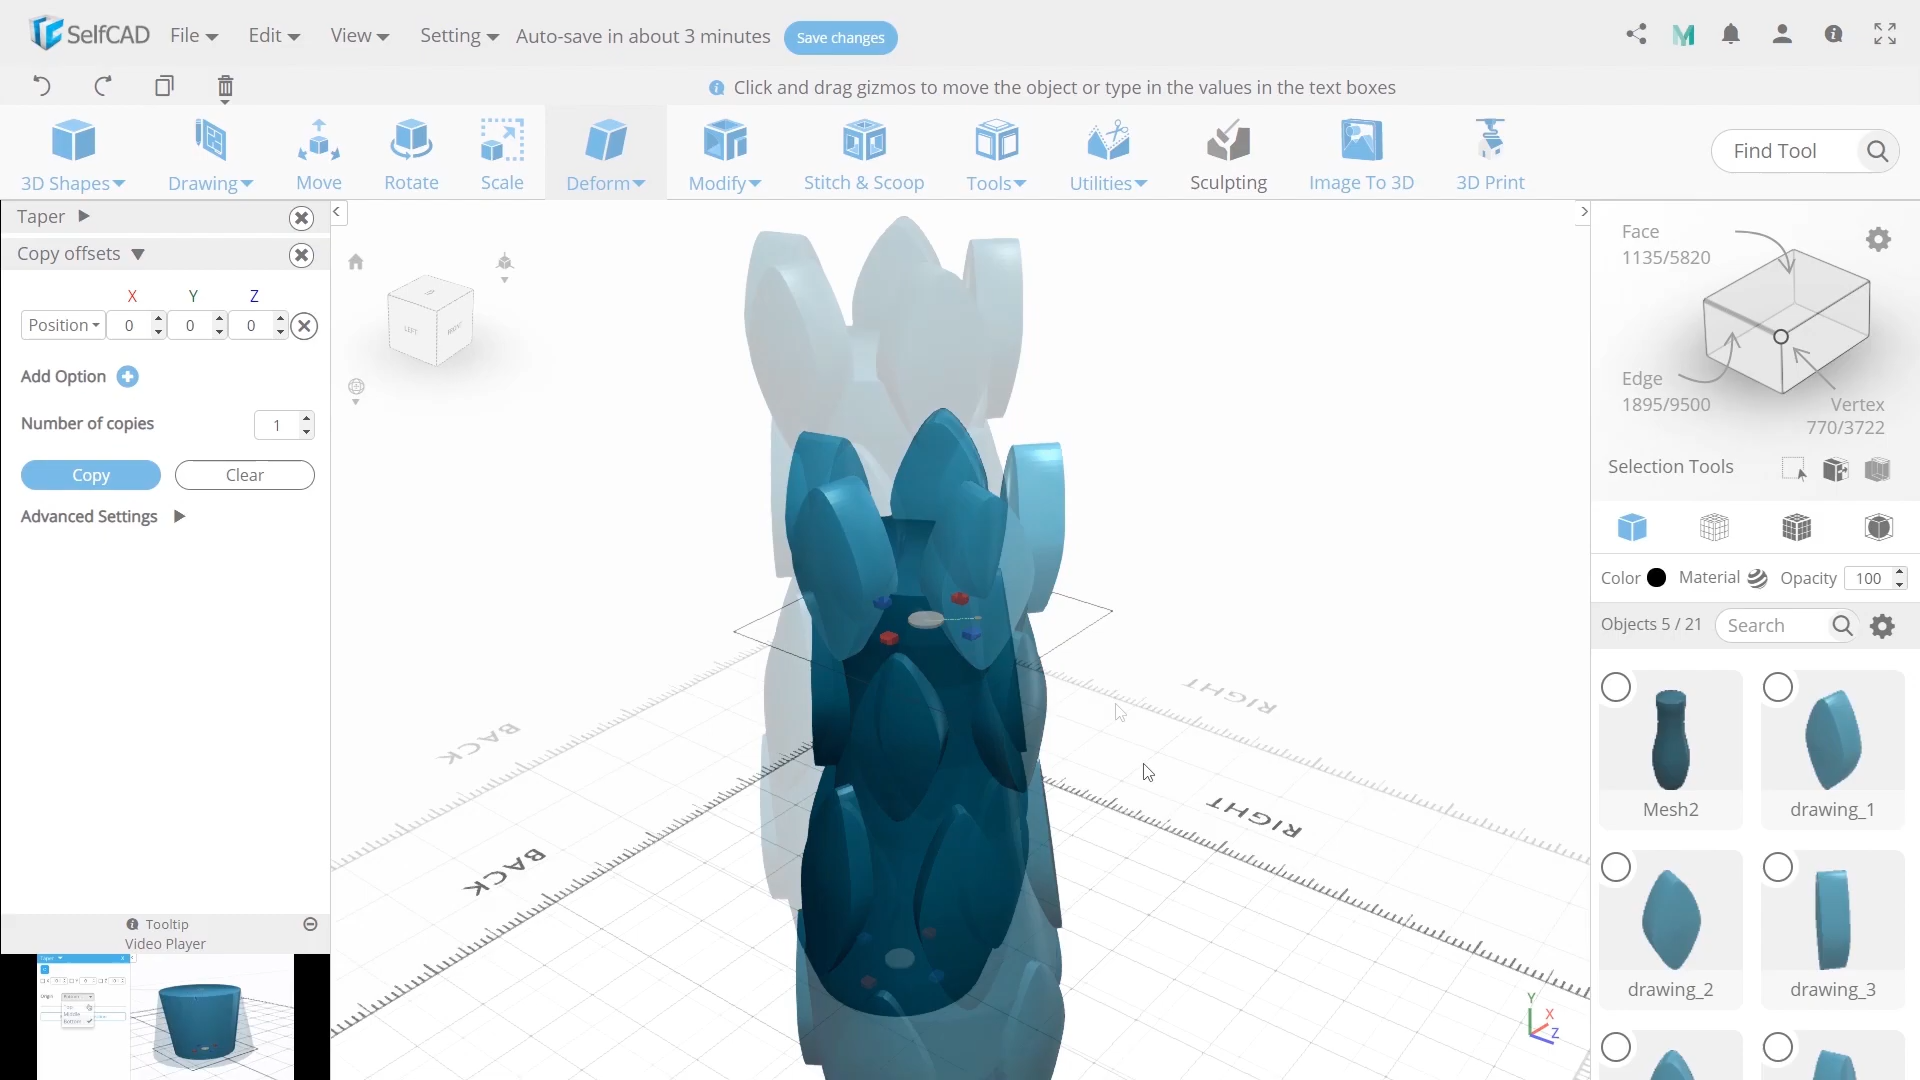 SelfCAD File Edit View Setting Auto-save in about 3 minutes Save changes
Click and drag gizmos to move the object or type in the values in the text boxes
3D Shapes Drawing Move Rotate Scale Deform Modify Stitch & Scoop Tools Utilities Sculpting Image To 3D 3D Print Find Tool
Taper
Copy offsets
X Y Z
Position 0 0 0
Add Option
Number of copies 1
Copy Clear
Advanced Settings
Tooltip
Video Player
LEFT
BACK
RIGHT
BACK
RIGHT
Y
X
Z
Face
1135/5820
Edge
1895/9500
Vertex
770/3722
Selection Tools
Color Material Opacity 100
Objects 5 / 21 Search
Mesh2 drawing_1
drawing_2 drawing_3